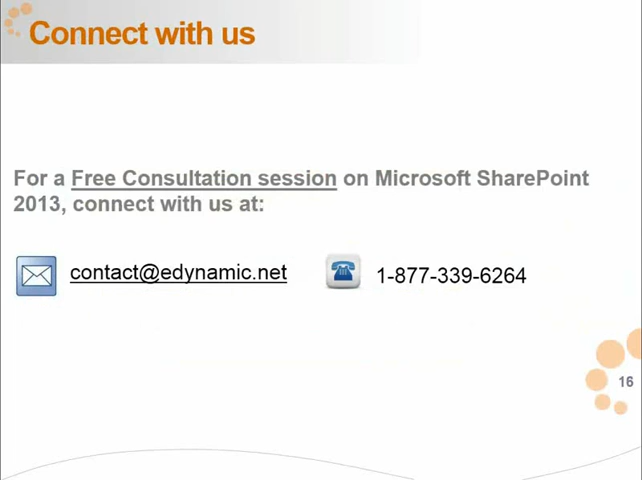 Connect with us
For a Free Consultation session on Microsoft SharePoint
2013, connect with us at:
contact@edynamic.net 1-877-339-6264
16